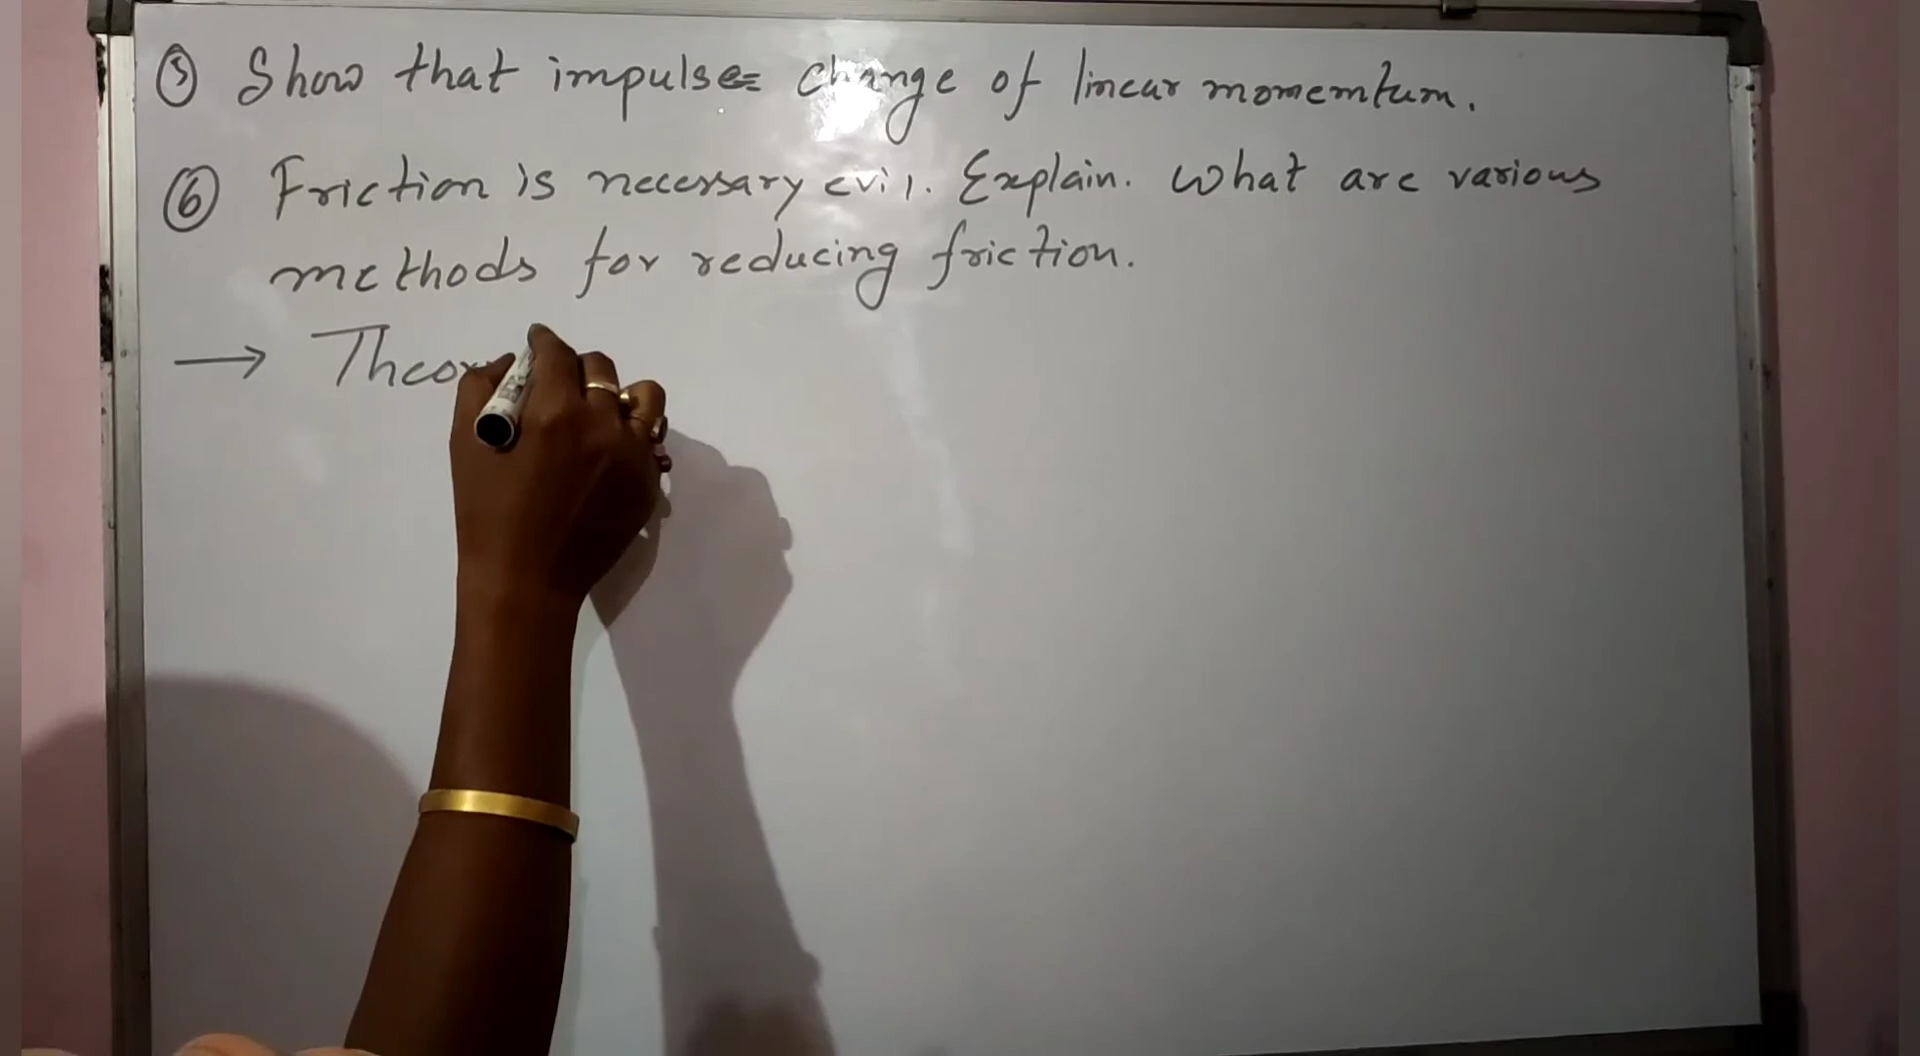 ⑤ Show that impulse= change of linear momentum.
⑥ Friction is necessary evil. Explain. What are various
methods for reducing friction.
→ Theor